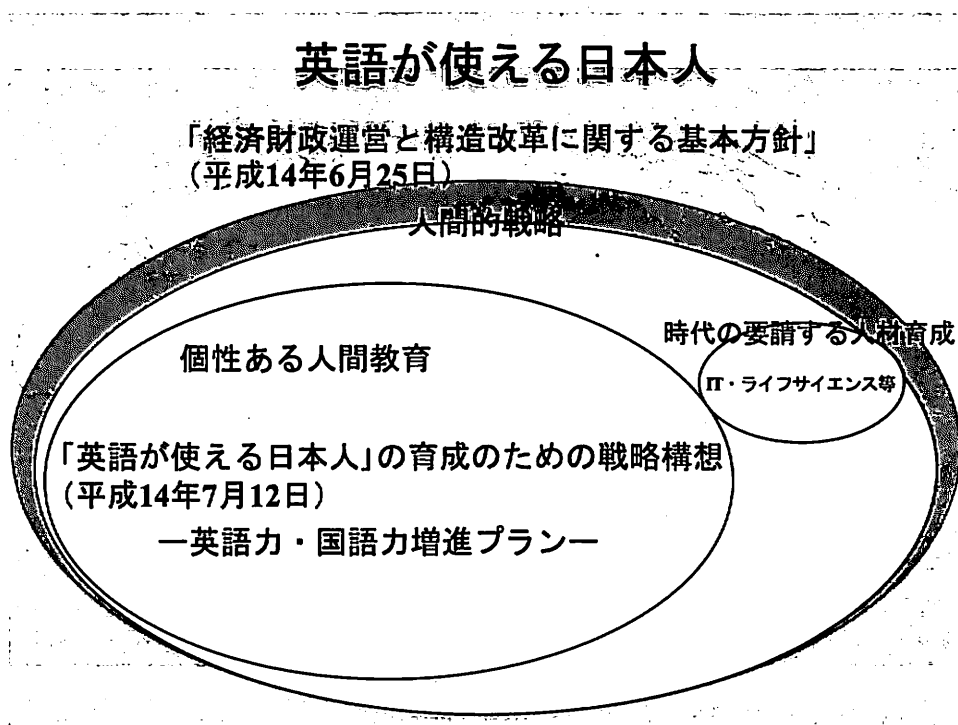 英語が使える日本人
「経済財政運営と構造改革に関する基本方針」
（平成14年6月25日）
人間的戦略
時代の要請する人材育成
IT・ライフサイエンス等
個性ある人間教育
「英語が使える日本人」の育成のための戦略構想
（平成14年7月12日）
ー英語力・国語力増進プランー